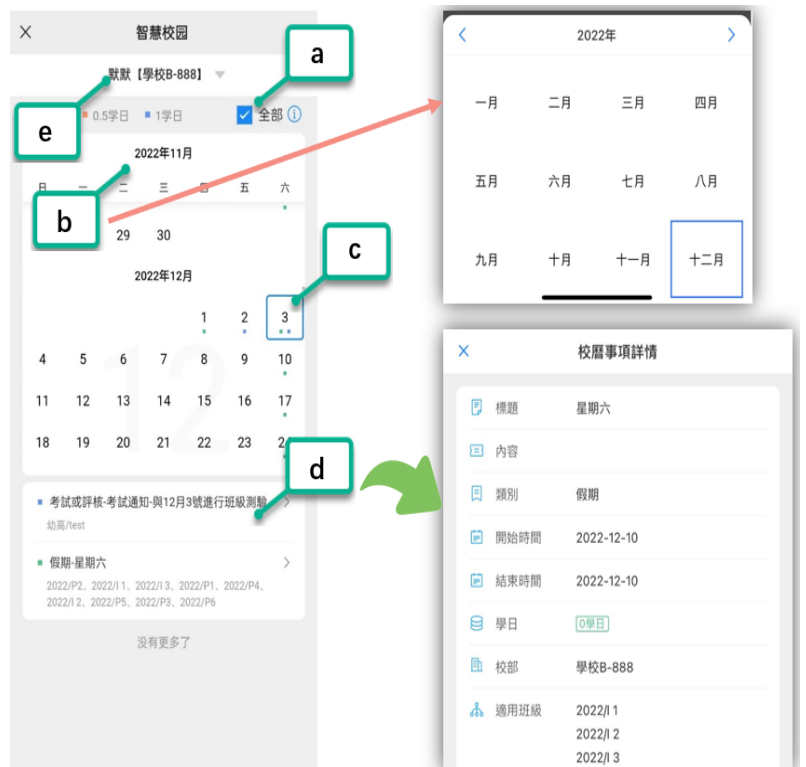 智慧校园
默默【學校B-888】
a
0.5学日 1学日 全部
e
2022年11月
日 一 二 三 四 五 六
b
29 30
c
2022年12月
1 2 3
4 5 6 7 8 9 10
11 12 13 14 15 16 17
18 19 20 21 22 23 24
12
d
考試或評核-考試通知-與12月3號進行班級測驗
幼高/test
假期-星期六
2022/P2、2022/I 1、2022/I 3、2022/P1、2022/P4、
2022/I 2、2022/P5、2022/P3、2022/P6
没有更多了
2022年
一月 二月 三月 四月
五月 六月 七月 八月
九月 十月 十一月 十二月
校曆事項詳情
標題 星期六
內容
類別 假期
開始時間 2022-12-10
結束時間 2022-12-10
學日 0學日
校部 學校B-888
適用班級 2022/I 1
2022/I 2
2022/I 3